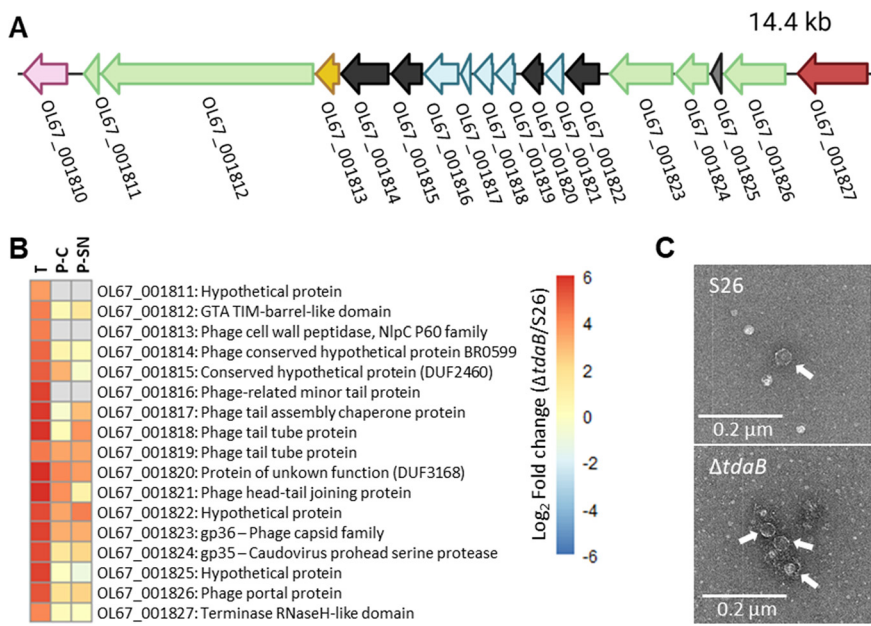 A
14.4 kb
OL67_001810
OL67_001811
OL67_001812
OL67_001813
OL67_001814
OL67_001815
OL67_001816
OL67_001817
OL67_001818
OL67_001819
OL67_001820
OL67_001821
OL67_001822
OL67_001823
OL67_001824
OL67_001825
OL67_001826
OL67_001827
B
T
P-C
P-SN
OL67_001811: Hypothetical protein
OL67_001812: GTA TIM-barrel-like domain
OL67_001813: Phage cell wall peptidase, NlpC P60 family
OL67_001814: Phage conserved hypothetical protein BR0599
OL67_001815: Conserved hypothetical protein (DUF2460)
OL67_001816: Phage-related minor tail protein
OL67_001817: Phage tail assembly chaperone protein
OL67_001818: Phage tail tube protein
OL67_001819: Phage tail tube protein
OL67_001820: Protein of unkown function (DUF3168)
OL67_001821: Phage head-tail joining protein
OL67_001822: Hypothetical protein
OL67_001823: gp36 – Phage capsid family
OL67_001824: gp35 – Caudovirus prohead serine protease
OL67_001825: Hypothetical protein
OL67_001826: Phage portal protein
OL67_001827: Terminase RNaseH-like domain
Log₂ Fold change (ΔtdaB/S26)
6
4
2
0
-2
-4
-6
C
S26
0.2 µm
ΔtdaB
0.2 µm